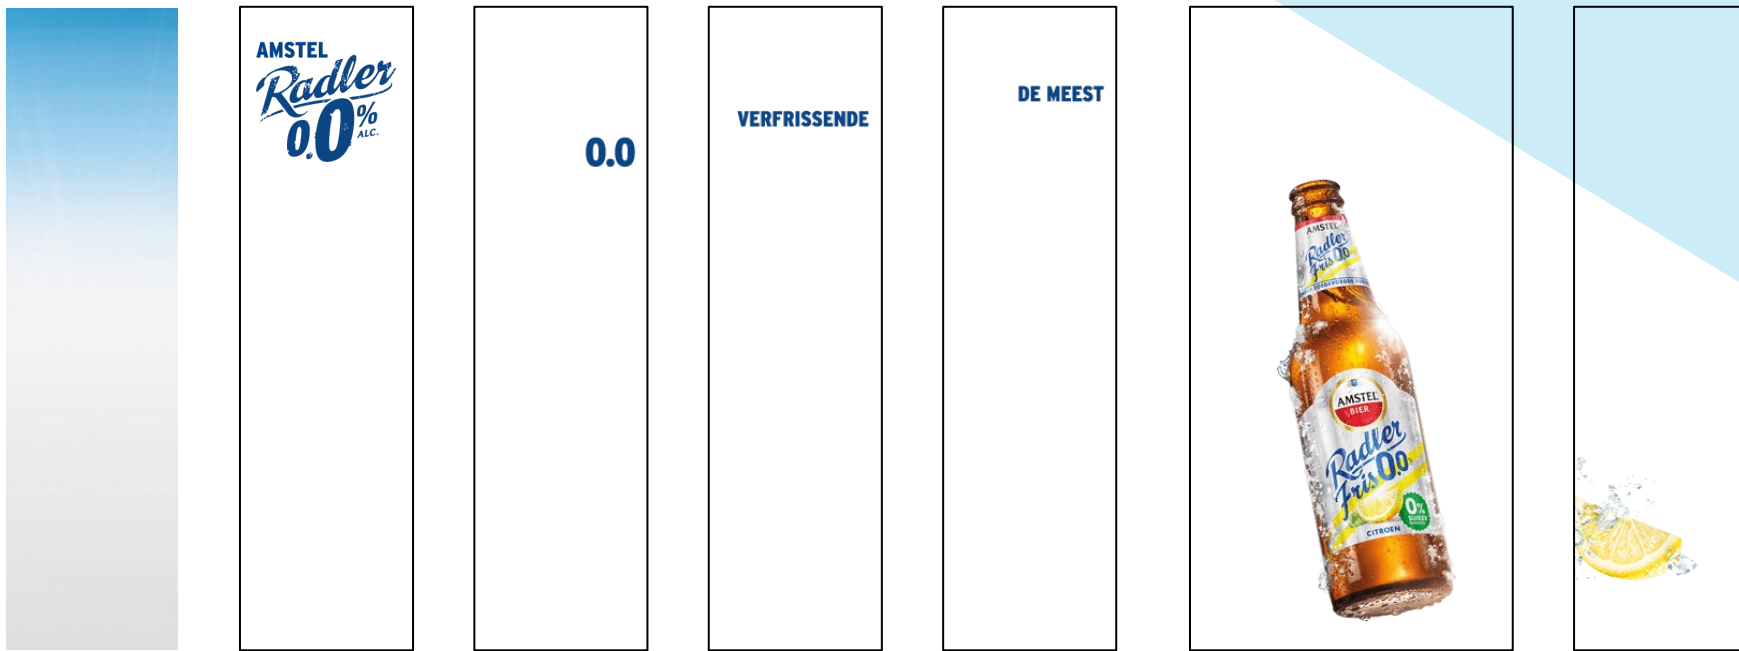 AMSTEL
Radler
0.0%
ALC.
0.0
VERFRISSENDE
DE MEEST
AMSTEL
Radler
Fris 0.0
AMSTEL
BIER
Radler
Fris 0.0
0%
SUIKER
CITROEN